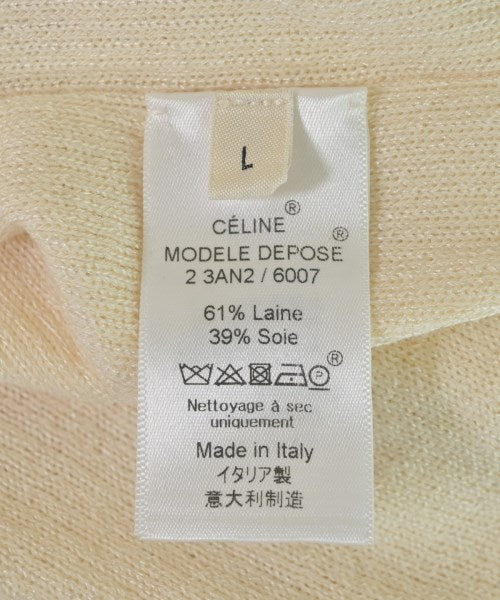 L
CÉLINE®
MODELE DEPOSE®
2 3AN2 / 6007
61% Laine
39% Soie
P ®
Nettoyage à sec
uniquement
Made in Italy
イタリア製
意大利制造